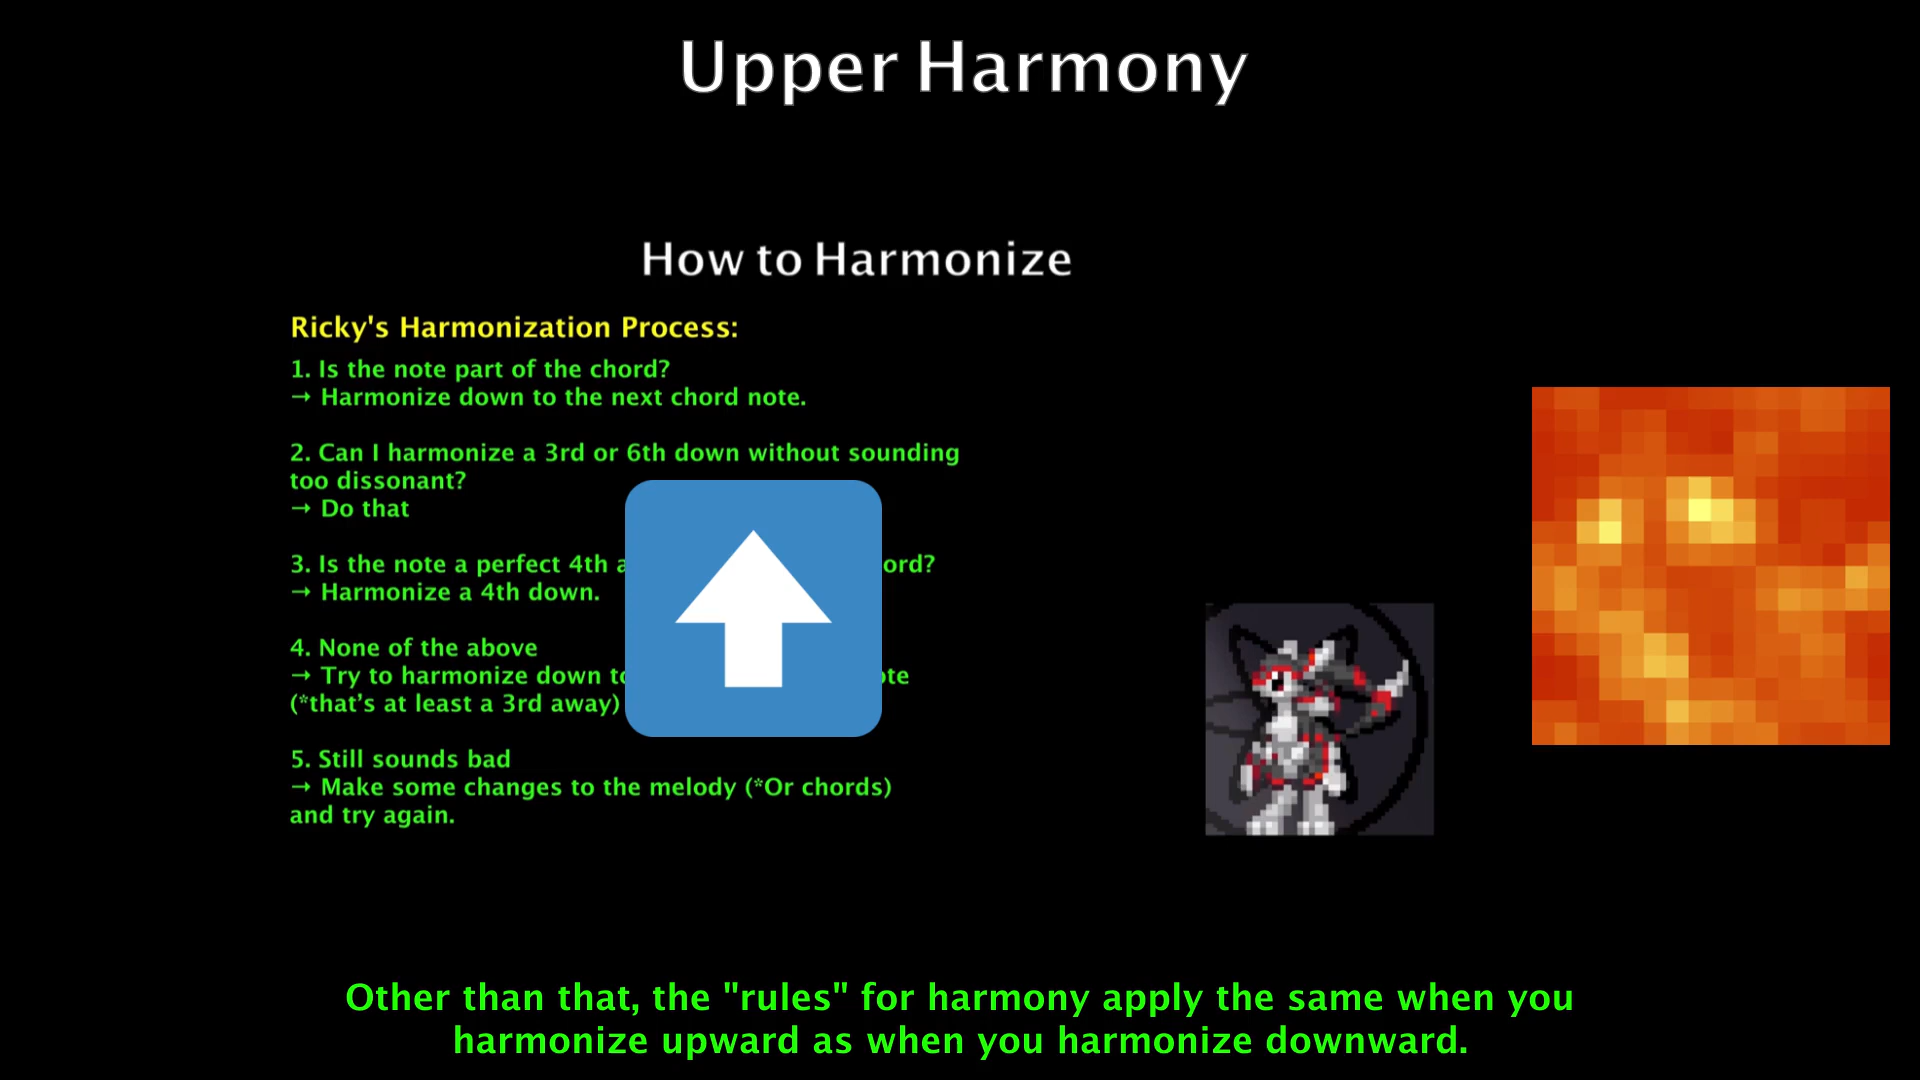 Upper Harmony
How to Harmonize
Ricky's Harmonization Process:
1. Is the note part of the chord?
→ Harmonize down to the next chord note.
2. Can I harmonize a 3rd or 6th down without sounding
too dissonant?
→ Do that
3. Is the note a perfect 4th
→ Harmonize a 4th down.
4. None of the above
→ Try to harmonize down
(*that’s at least a 3rd away)
5. Still sounds bad
→ Make some changes to the melody (*Or chords)
and try again.
Other than that, the "rules" for harmony apply the same when you
harmonize upward as when you harmonize downward.